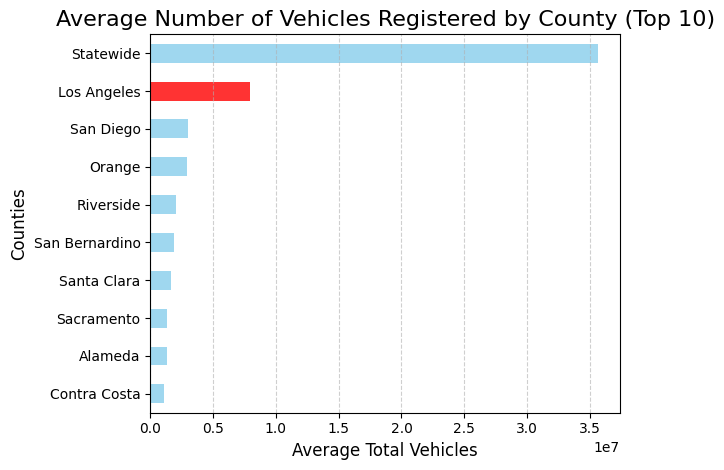 Average Number of Vehicles Registered by County (Top 10)
Counties
Statewide
Los Angeles
San Diego
Orange
Riverside
San Bernardino
Santa Clara
Sacramento
Alameda
Contra Costa
0.0 0.5 1.0 1.5 2.0 2.5 3.0 3.5
1e7
Average Total Vehicles